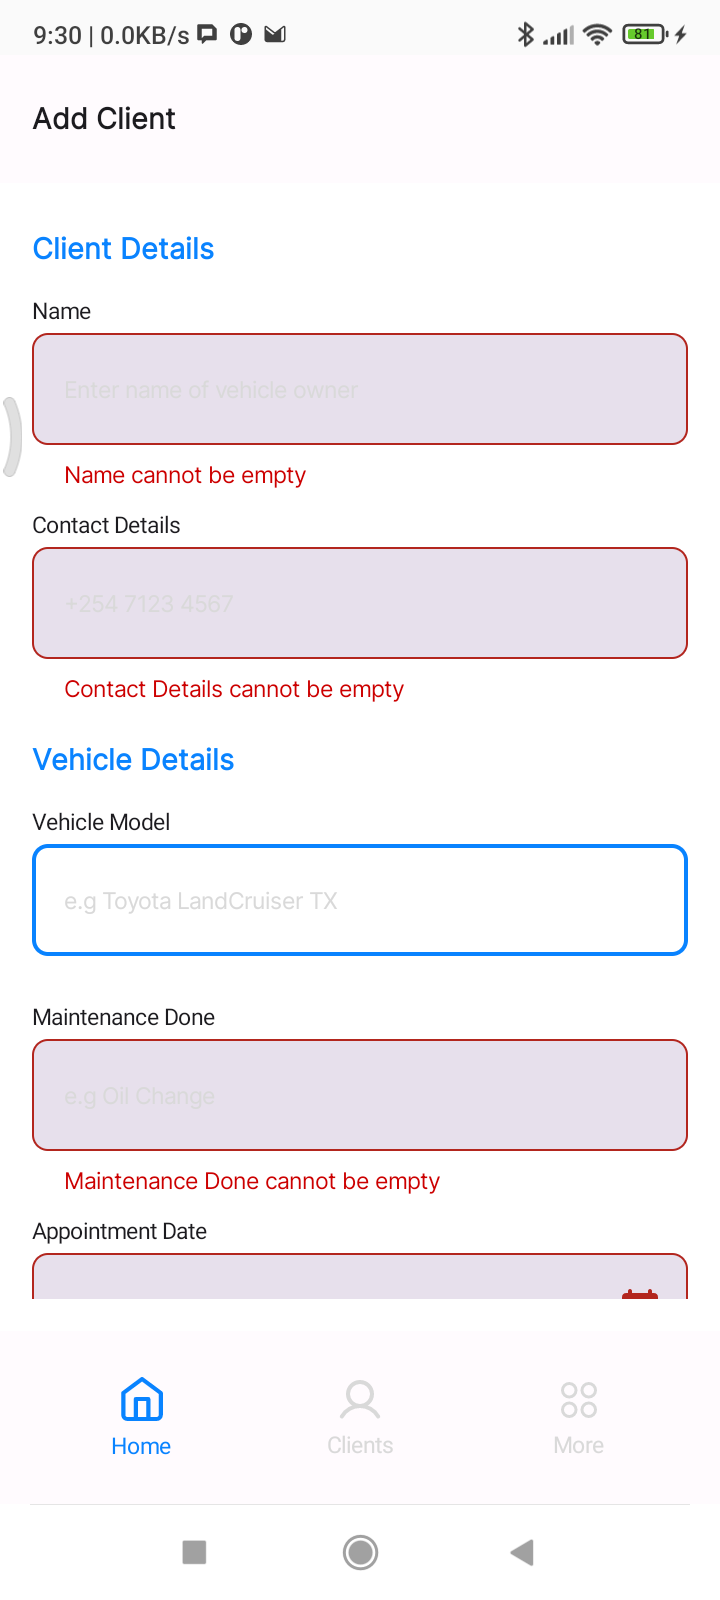 9:30 | 0.0KB/s
81
Add Client
Client Details
Name
Enter name of vehicle owner
Name cannot be empty
Contact Details
+254 7123 4567
Contact Details cannot be empty
Vehicle Details
Vehicle Model
e.g Toyota LandCruiser TX
Maintenance Done
e.g Oil Change
Maintenance Done cannot be empty
Appointment Date
Home Clients More